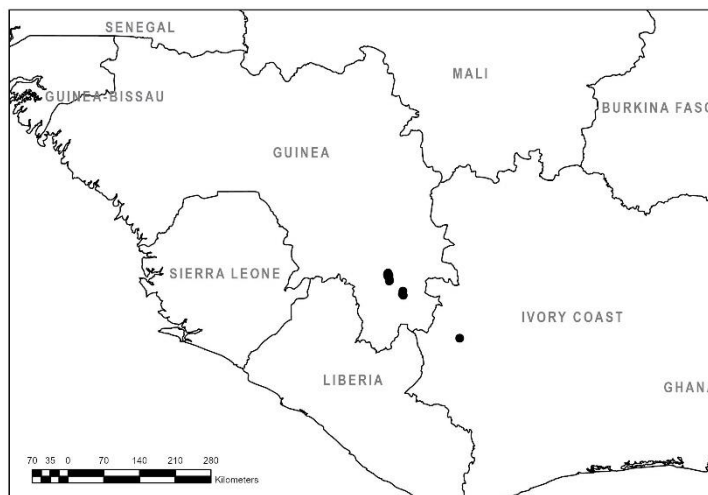 SENEGAL
MALI
GUINEA-BISSAU
BURKINA FASO
GUINEA
SIERRA LEONE
IVORY COAST
LIBERIA
GHANA
70 35 0 70 140 210 280
Kilometers